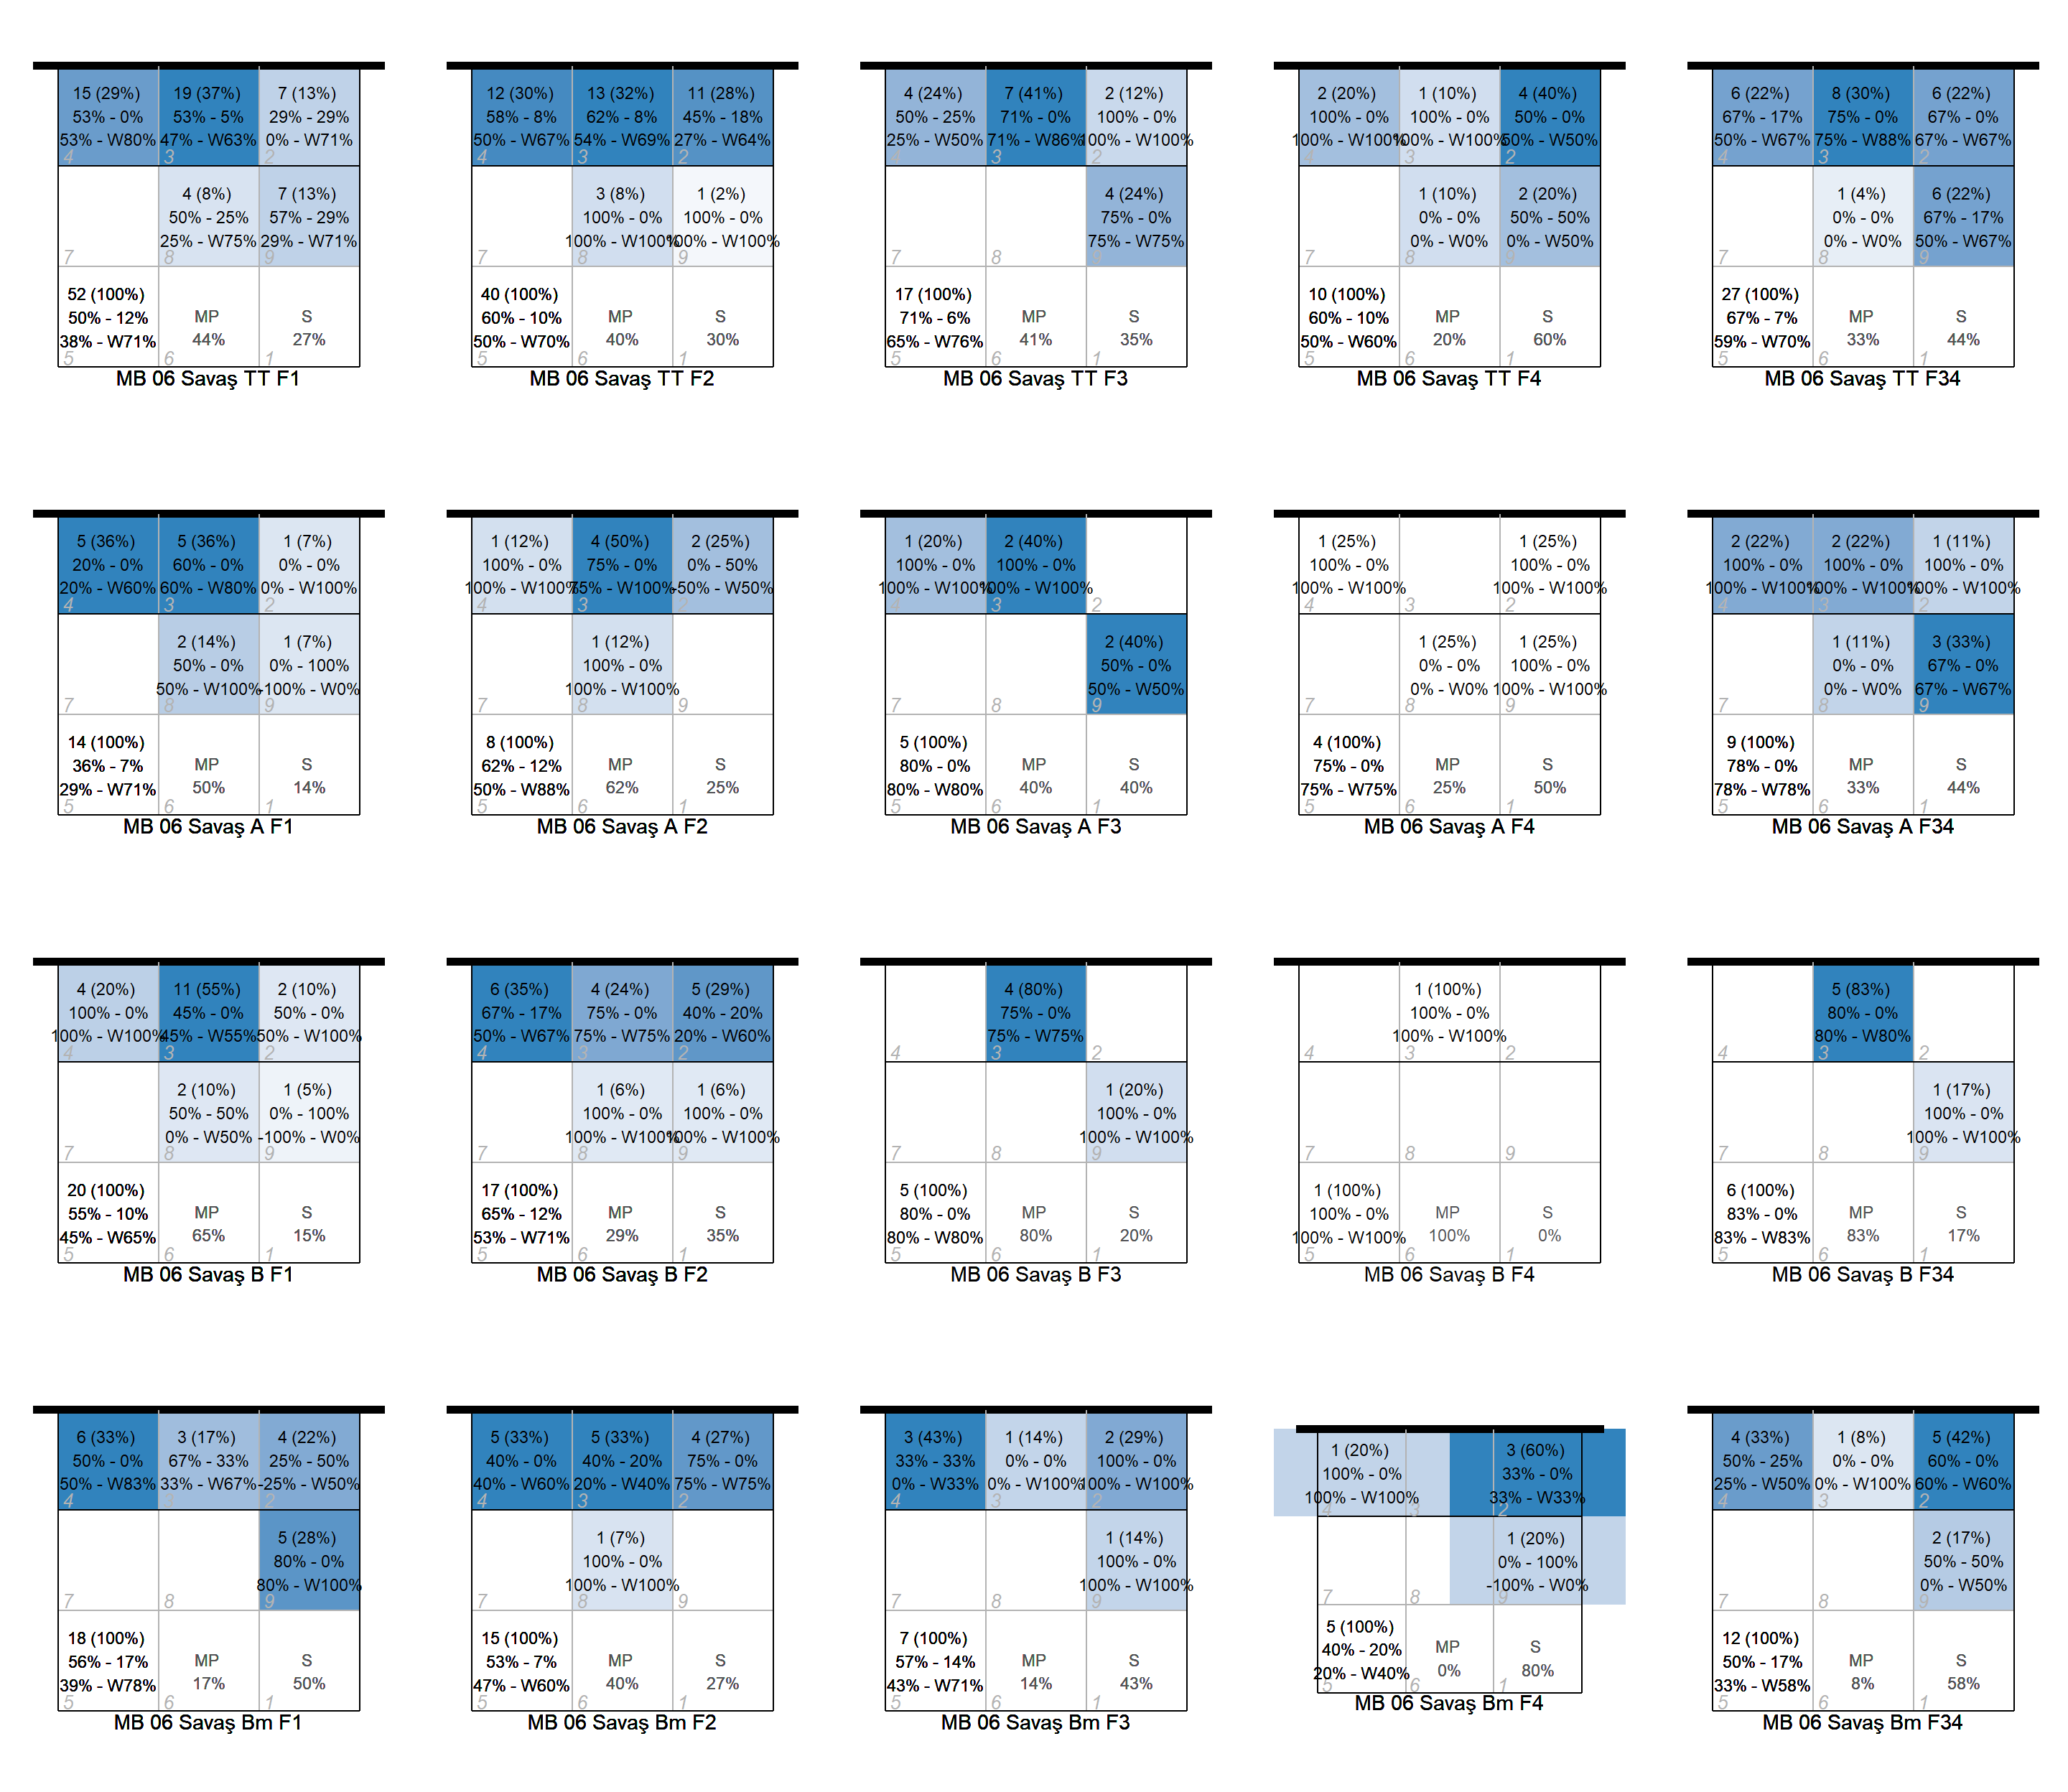 15 (29%)
53% - 0%
53% - W80%
4
19 (37%)
53% - 5%
47% - W63%
3
7 (13%)
29% - 29%
0% - W71%
2
7
4 (8%)
50% - 25%
25% - W75%
8
7 (13%)
57% - 29%
29% - W71%
9
52 (100%)
50% - 12%
38% - W71%
5
MP
44%
6
S
27%
1
MB 06 Savaş TT F1
12 (30%)
58% - 8%
50% - W67%
4
13 (32%)
62% - 8%
54% - W69%
3
11 (28%)
45% - 18%
27% - W64%
2
7
3 (8%)
100% - 0%
100% - W100%
8
1 (2%)
100% - 0%
100% - W100%
9
40 (100%)
60% - 10%
50% - W70%
5
MP
40%
6
S
30%
1
MB 06 Savaş TT F2
4 (24%)
50% - 25%
25% - W50%
4
7 (41%)
71% - 0%
71% - W86%
3
2 (12%)
100% - 0%
100% - W100%
2
7
8
4 (24%)
75% - 0%
75% - W75%
9
17 (100%)
71% - 6%
65% - W76%
5
MP
41%
6
S
35%
1
MB 06 Savaş TT F3
2 (20%)
100% - 0%
100% - W100%
4
1 (10%)
100% - 0%
100% - W100%
3
4 (40%)
50% - 0%
50% - W50%
2
7
1 (10%)
0% - 0%
0% - W0%
8
2 (20%)
50% - 50%
0% - W50%
9
10 (100%)
60% - 10%
50% - W60%
5
MP
20%
6
S
60%
1
MB 06 Savaş TT F4
6 (22%)
67% - 17%
50% - W67%
4
8 (30%)
75% - 0%
75% - W88%
3
6 (22%)
67% - 0%
67% - W67%
2
7
1 (4%)
0% - 0%
0% - W0%
8
6 (22%)
67% - 17%
50% - W67%
9
27 (100%)
67% - 7%
59% - W70%
5
MP
33%
6
S
44%
1
MB 06 Savaş TT F34
5 (36%)
20% - 0%
20% - W60%
4
5 (36%)
60% - 0%
60% - W80%
3
1 (7%)
0% - 0%
0% - W100%
2
7
2 (14%)
50% - 0%
50% - W100%
8
1 (7%)
0% - 100%
-100% - W0%
9
14 (100%)
36% - 7%
29% - W71%
5
MP
50%
6
S
14%
1
MB 06 Savaş A F1
1 (12%)
100% - 0%
100% - W100%
4
4 (50%)
75% - 0%
75% - W100%
3
2 (25%)
0% - 50%
-50% - W50%
2
7
1 (12%)
100% - 0%
100% - W100%
8
9
8 (100%)
62% - 12%
50% - W88%
5
MP
62%
6
S
25%
1
MB 06 Savaş A F2
1 (20%)
100% - 0%
100% - W100%
4
2 (40%)
100% - 0%
100% - W100%
3
2
7
8
2 (40%)
50% - 0%
50% - W50%
9
5 (100%)
80% - 0%
80% - W80%
5
MP
40%
6
S
40%
1
MB 06 Savaş A F3
1 (25%)
100% - 0%
100% - W100%
4
3
1 (25%)
100% - 0%
100% - W100%
2
7
1 (25%)
0% - 0%
0% - W0%
8
1 (25%)
100% - 0%
100% - W100%
9
4 (100%)
75% - 0%
75% - W75%
5
MP
25%
6
S
50%
1
MB 06 Savaş A F4
2 (22%)
100% - 0%
100% - W100%
4
2 (22%)
100% - 0%
100% - W100%
3
1 (11%)
100% - 0%
100% - W100%
2
7
1 (11%)
0% - 0%
0% - W0%
8
3 (33%)
67% - 0%
67% - W67%
9
9 (100%)
78% - 0%
78% - W78%
5
MP
33%
6
S
44%
1
MB 06 Savaş A F34
4 (20%)
100% - 0%
100% - W100%
4
11 (55%)
45% - 0%
45% - W55%
3
2 (10%)
50% - 0%
50% - W100%
2
7
2 (10%)
50% - 50%
0% - W50%
8
1 (5%)
0% - 100%
-100% - W0%
9
20 (100%)
55% - 10%
45% - W65%
5
MP
65%
6
S
15%
1
MB 06 Savaş B F1
6 (35%)
67% - 17%
50% - W67%
4
4 (24%)
75% - 0%
75% - W75%
3
5 (29%)
40% - 20%
20% - W60%
2
7
1 (6%)
100% - 0%
100% - W100%
8
1 (6%)
100% - 0%
100% - W100%
9
17 (100%)
65% - 12%
53% - W71%
5
MP
29%
6
S
35%
1
MB 06 Savaş B F2
4
4 (80%)
75% - 0%
75% - W75%
3
2
7
8
1 (20%)
100% - 0%
100% - W100%
9
5 (100%)
80% - 0%
80% - W80%
5
MP
80%
6
S
20%
1
MB 06 Savaş B F3
4
1 (100%)
100% - 0%
100% - W100%
3
2
7
8
9
1 (100%)
100% - 0%
100% - W100%
5
MP
100%
6
S
0%
1
MB 06 Savaş B F4
4
5 (83%)
80% - 0%
80% - W80%
3
2
7
8
1 (17%)
100% - 0%
100% - W100%
9
6 (100%)
83% - 0%
83% - W83%
5
MP
83%
6
S
17%
1
MB 06 Savaş B F34
6 (33%)
50% - 0%
50% - W83%
4
3 (17%)
67% - 33%
33% - W67%
3
4 (22%)
25% - 50%
-25% - W50%
2
7
8
5 (28%)
80% - 0%
80% - W100%
9
18 (100%)
56% - 17%
39% - W78%
5
MP
17%
6
S
50%
1
MB 06 Savaş Bm F1
5 (33%)
40% - 0%
40% - W60%
4
5 (33%)
40% - 20%
20% - W40%
3
4 (27%)
75% - 0%
75% - W75%
2
7
1 (7%)
100% - 0%
100% - W100%
8
9
15 (100%)
53% - 7%
47% - W60%
5
MP
40%
6
S
27%
1
MB 06 Savaş Bm F2
3 (43%)
33% - 33%
0% - W33%
4
1 (14%)
0% - 0%
0% - W100%
3
2 (29%)
100% - 0%
100% - W100%
2
7
8
1 (14%)
100% - 0%
100% - W100%
9
7 (100%)
57% - 14%
43% - W71%
5
MP
14%
6
S
43%
1
MB 06 Savaş Bm F3
1 (20%)
100% - 0%
100% - W100%
4
3
3 (60%)
33% - 0%
33% - W33%
2
7
8
1 (20%)
0% - 100%
-100% - W0%
9
5 (100%)
40% - 20%
20% - W40%
5
MP
0%
6
S
80%
1
MB 06 Savaş Bm F4
4 (33%)
50% - 25%
25% - W50%
4
1 (8%)
0% - 0%
0% - W100%
3
5 (42%)
60% - 0%
60% - W60%
2
7
8
2 (17%)
50% - 50%
0% - W50%
9
12 (100%)
50% - 17%
33% - W58%
5
MP
8%
6
S
58%
1
MB 06 Savaş Bm F34